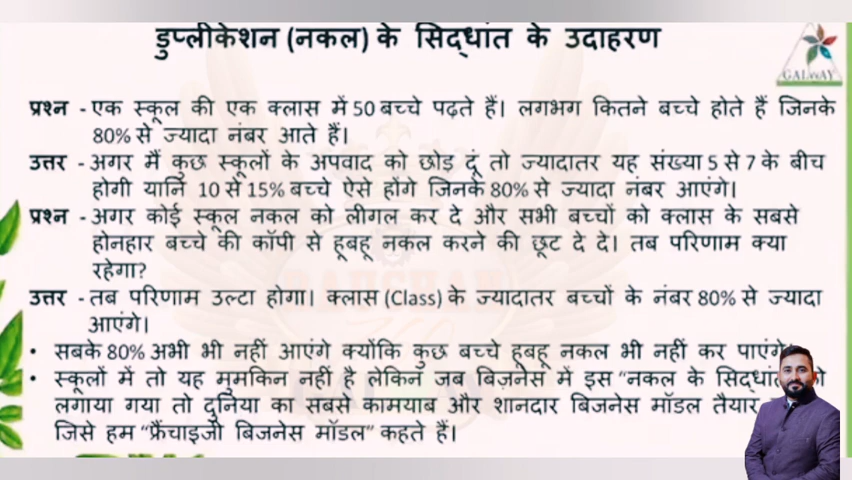 डुप्लीकेशन (नकल) के सिद्धांत के उदाहरण
GALWAY
प्रश्न - एक स्कूल की एक क्लास में 50 बच्चे पढ़ते हैं। लगभग कितने बच्चे होते हैं जिनके
80% से ज्यादा नंबर आते हैं।
उत्तर - अगर मैं कुछ स्कूलों के अपवाद को छोड़ दूं तो ज्यादातर यह संख्या 5 से 7 के बीच
होगी यानि 10 से 15% बच्चे ऐसे होंगे जिनके 80% से ज्यादा नंबर आएंगे।
प्रश्न - अगर कोई स्कूल नकल को लीगल कर दे और सभी बच्चों को क्लास के सबसे
होनहार बच्चे की कॉपी से हूबहू नकल करने की छूट दे दे। तब परिणाम क्या
रहेगा?
उत्तर - तब परिणाम उल्टा होगा। क्लास (Class) के ज्यादातर बच्चों के नंबर 80% से ज्यादा
आएंगे।
• सबके 80% अभी भी नहीं आएंगे क्योंकि कुछ बच्चे हूबहू नकल भी नहीं कर पाएंगे
• स्कूलों में तो यह मुमकिन नहीं है लेकिन जब बिज़नेस में इस “नकल के सिद्धांत
लगाया गया तो दुनिया का सबसे कामयाब और शानदार बिजनेस मॉडल तैयार
जिसे हम “फ्रैंचाइजी बिजनेस मॉडल” कहते हैं।